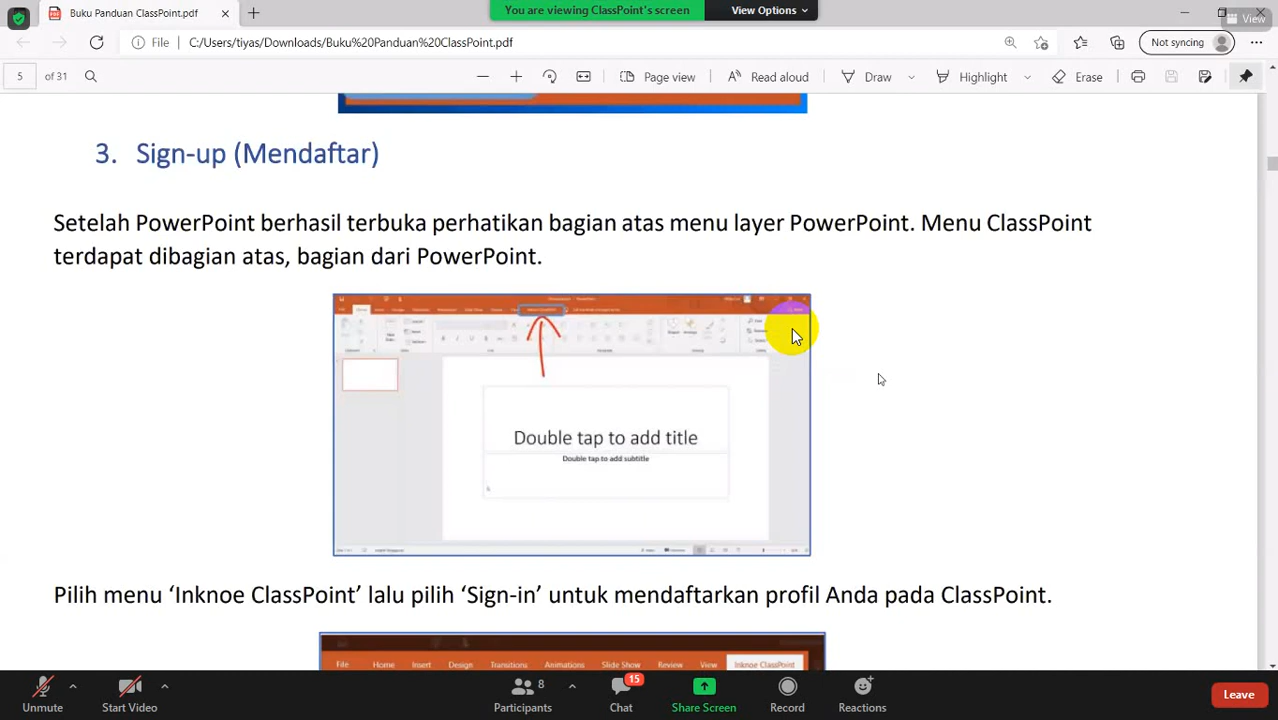 Buku Panduan ClassPoint.pdf
You are viewing ClassPoint's screen
View Options
View
File
C:/Users/tiyas/Downloads/Buku%20Panduan%20ClassPoint.pdf
Not syncing
5 of 31
Page view
Read aloud
Draw
Highlight
Erase
3. Sign-up (Mendaftar)
Setelah PowerPoint berhasil terbuka perhatikan bagian atas menu layer PowerPoint. Menu ClassPoint
terdapat dibagian atas, bagian dari PowerPoint.
Double tap to add title
Double tap to add subtitle
Pilih menu ‘Inknoe ClassPoint’ lalu pilih ‘Sign-in’ untuk mendaftarkan profil Anda pada ClassPoint.
File Home Insert Design Transitions Animations Slide Show Review View Inknoe ClassPoint
15
8
Unmute
Start Video
Participants
Chat
Share Screen
Record
Reactions
Leave